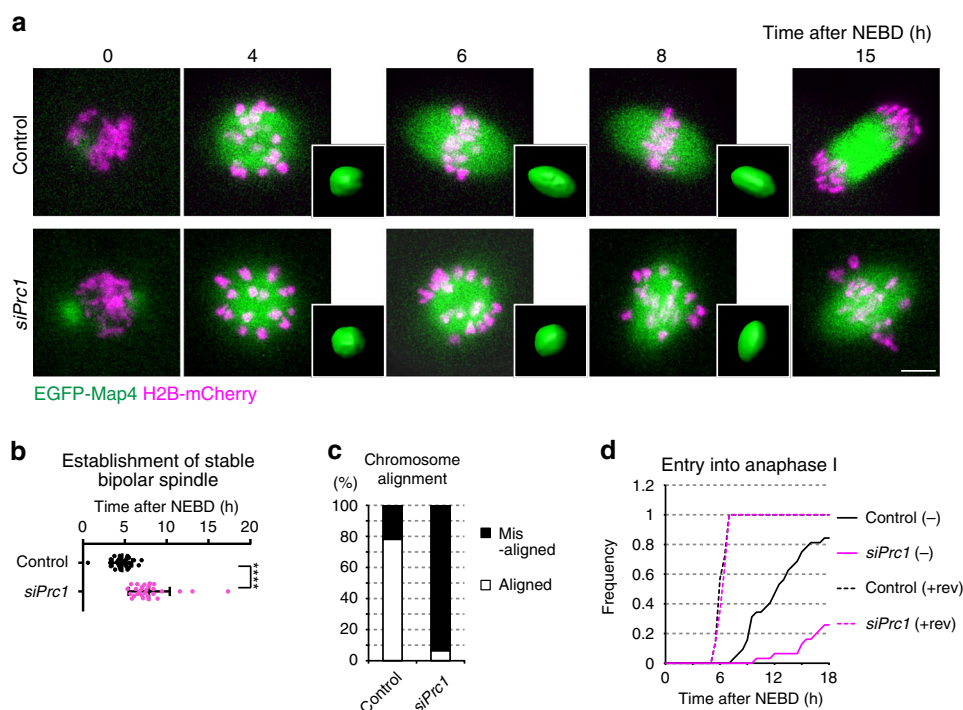 a
Time after NEBD (h)
0 4 6 8 15
Control
siPrc1
EGFP-Map4 H2B-mCherry
b
Establishment of stable
bipolar spindle
Time after NEBD (h)
0 5 10 15 20
Control
siPrc1
****
c
Chromosome
alignment
(%)
100
80
60
40
20
0
Mis
-aligned
Aligned
Control
siPrc1
d
Entry into anaphase I
Frequency
1.2
1
0.8
0.6
0.4
0.2
0
0 6 12 18
Time after NEBD (h)
Control (–)
siPrc1 (–)
Control (+rev)
siPrc1 (+rev)